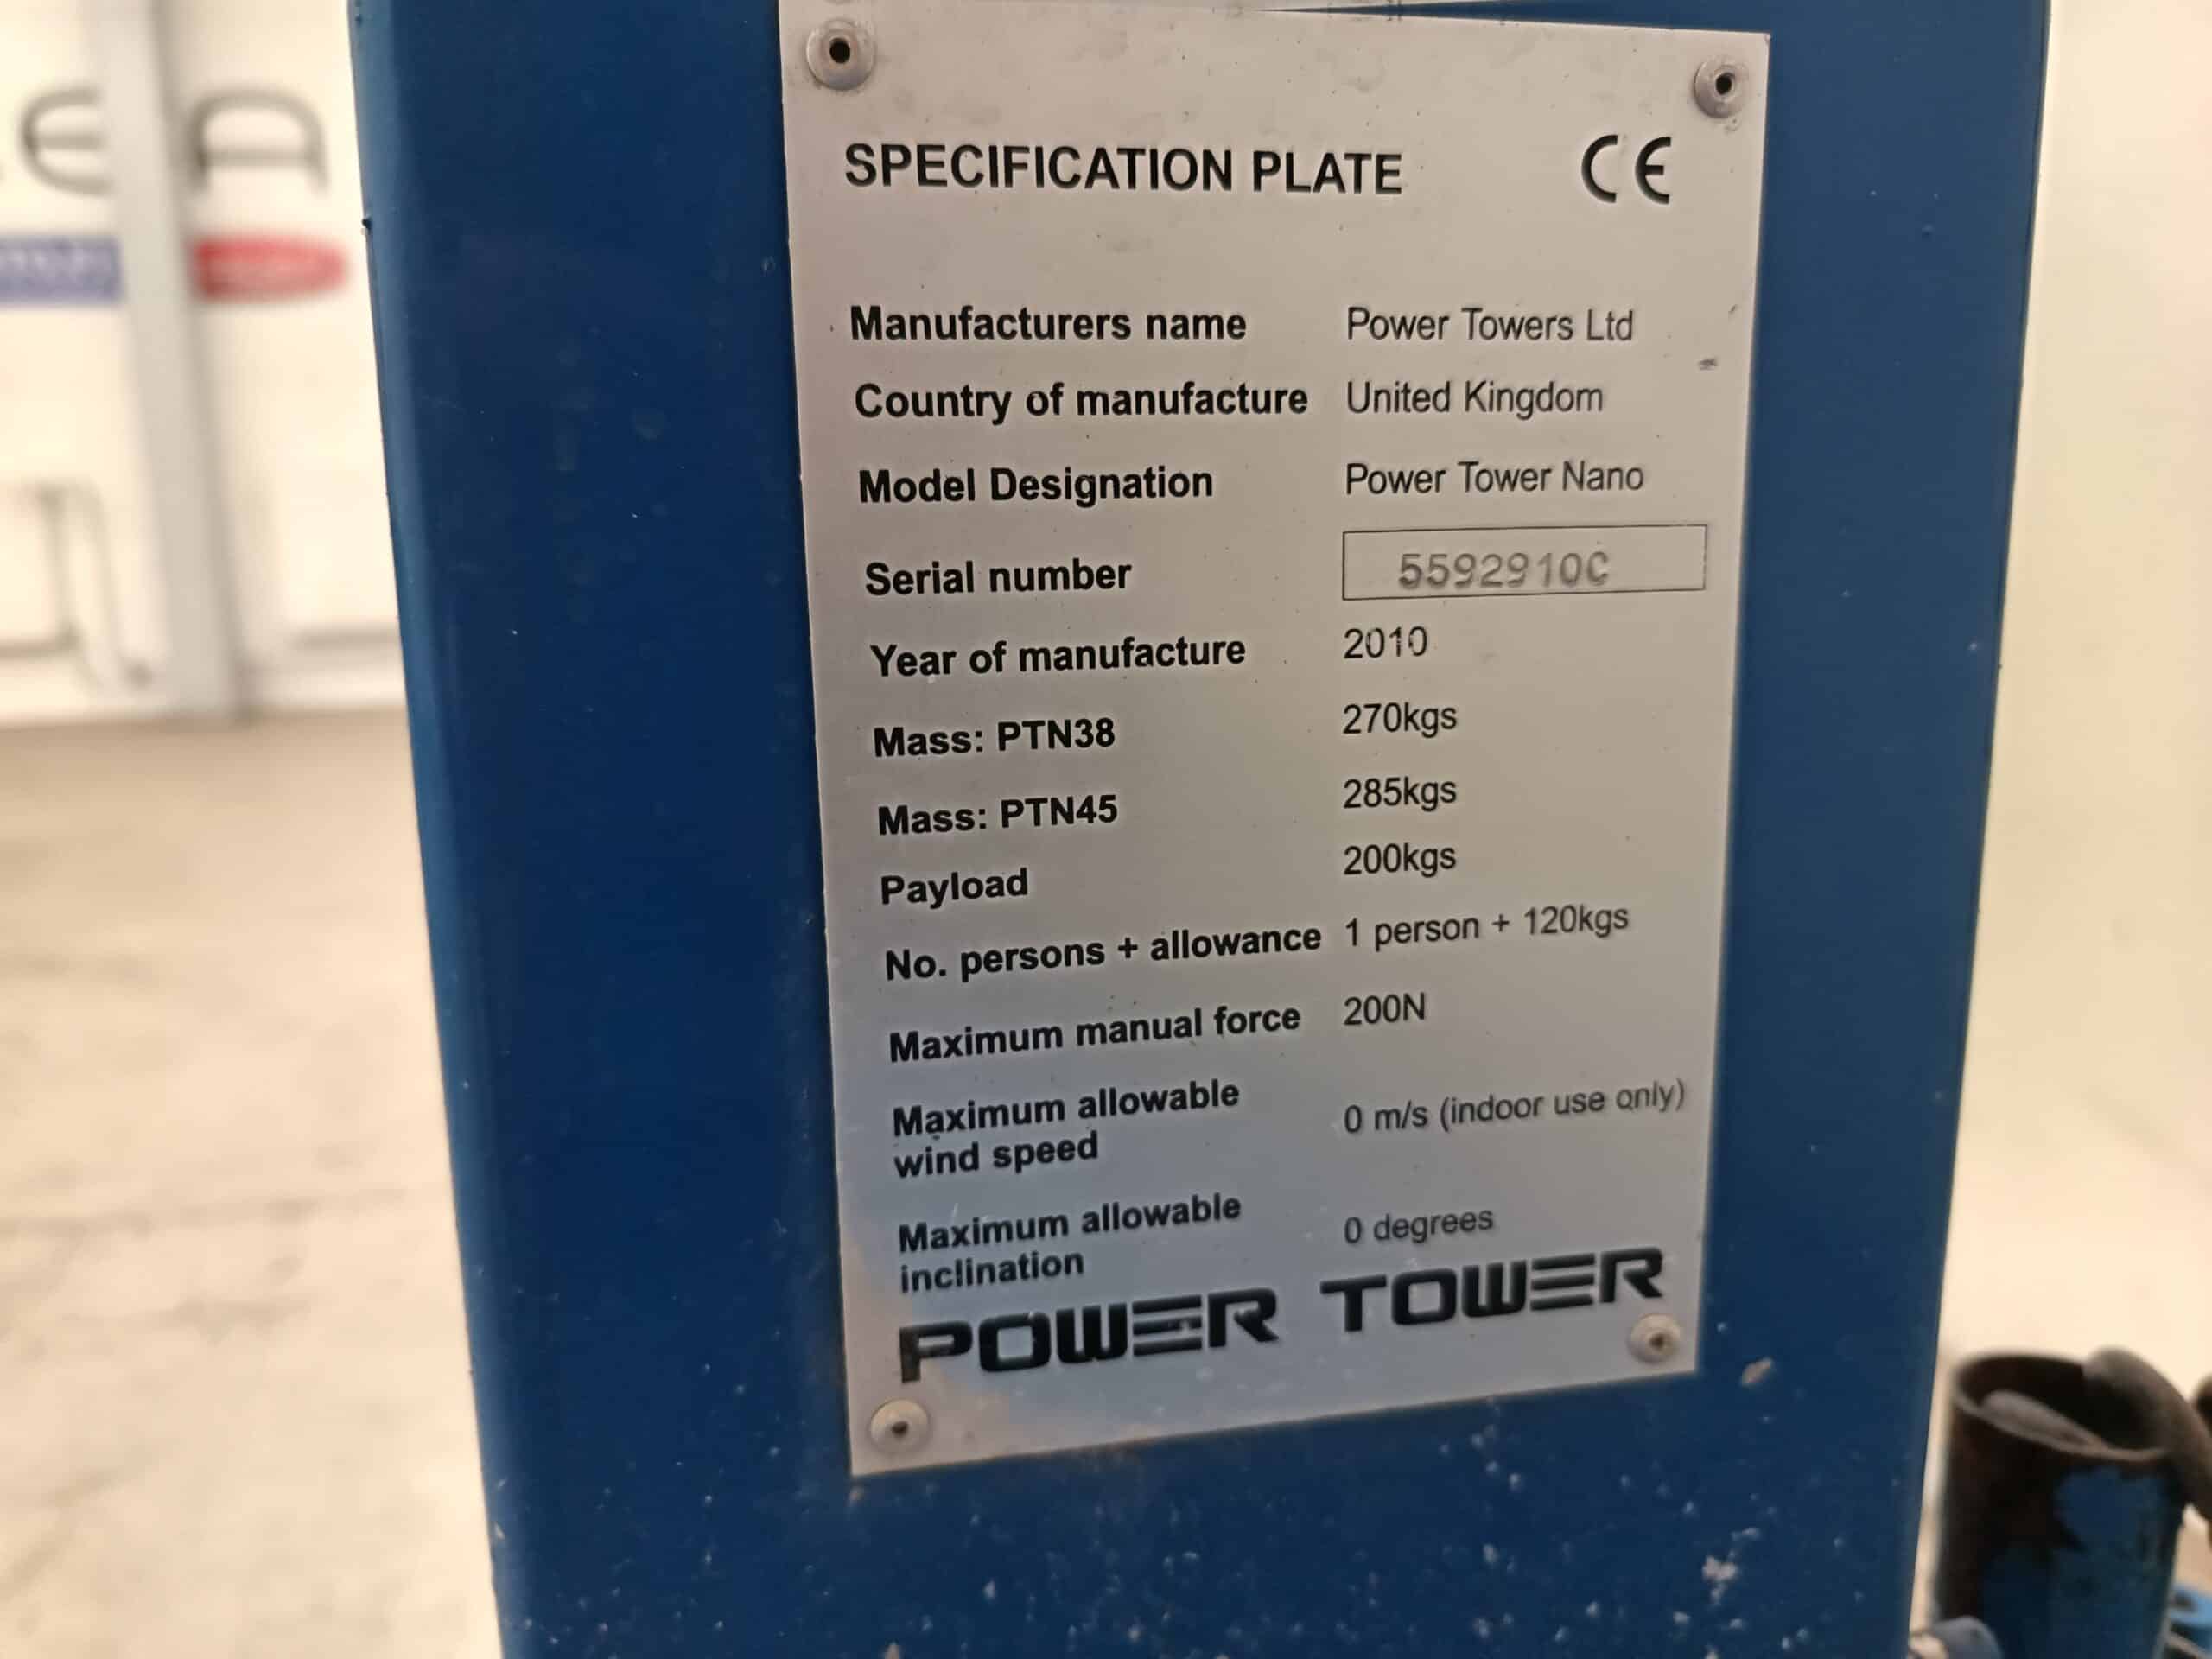 EA
SPECIFICATION PLATE CE
Manufacturers name Power Towers Ltd
Country of manufacture United Kingdom
Model Designation Power Tower Nano
Serial number 5592910C
Year of manufacture 2010
Mass: PTN38 270kgs
Mass: PTN45 285kgs
Payload 200kgs
No. persons + allowance 1 person + 120kgs
Maximum manual force 200N
Maximum allowable
wind speed 0 m/s (indoor use only)
Maximum allowable
inclination 0 degrees
POWER TOWER